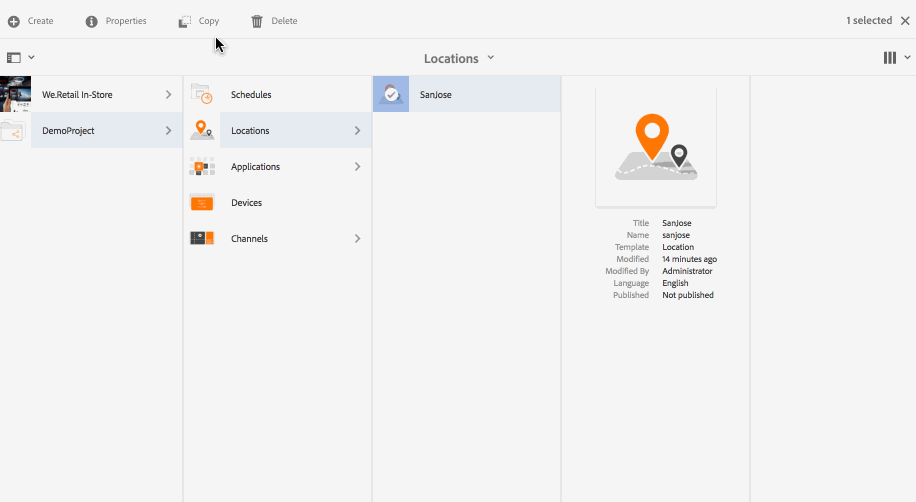 Create Properties Copy Delete 1 selected
Locations
We.Retail In-Store
DemoProject
Schedules
Locations
Applications
Devices
Channels
SanJose
Title SanJose
Name sanjose
Template Location
Modified 14 minutes ago
Modified By Administrator
Language English
Published Not published